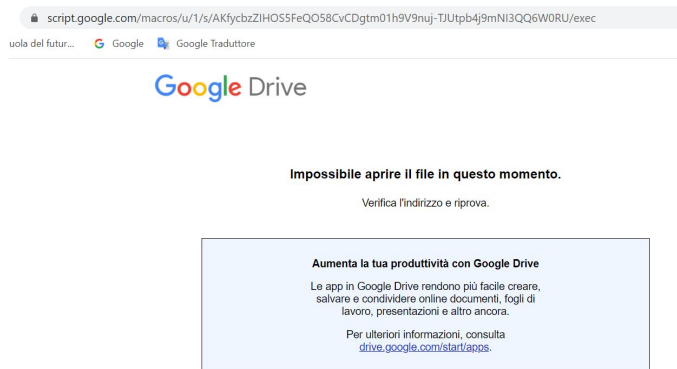 script.google.com/macros/u/1/s/AKfycbzZIHOS5FeQO58CvCDgtm01h9V9nuj-TJUtpb4j9mNI3QQ6W0RU/exec
uola del futur... Google Google Traduttore
Google Drive
Impossibile aprire il file in questo momento.
Verifica l'indirizzo e riprova.
Aumenta la tua produttività con Google Drive
Le app in Google Drive rendono più facile creare,
salvare e condividere online documenti, fogli di
lavoro, presentazioni e altro ancora.
Per ulteriori informazioni, consulta
drive.google.com/start/apps.